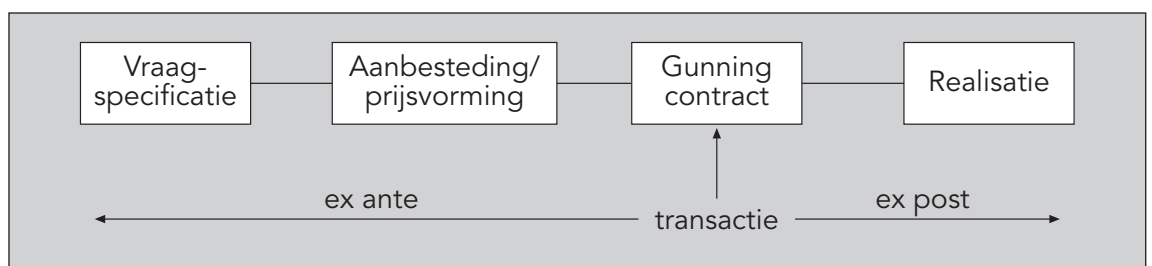 Vraag-
specificatie
Aanbesteding/
prijsvorming
Gunning
contract
Realisatie
ex ante
transactie
ex post